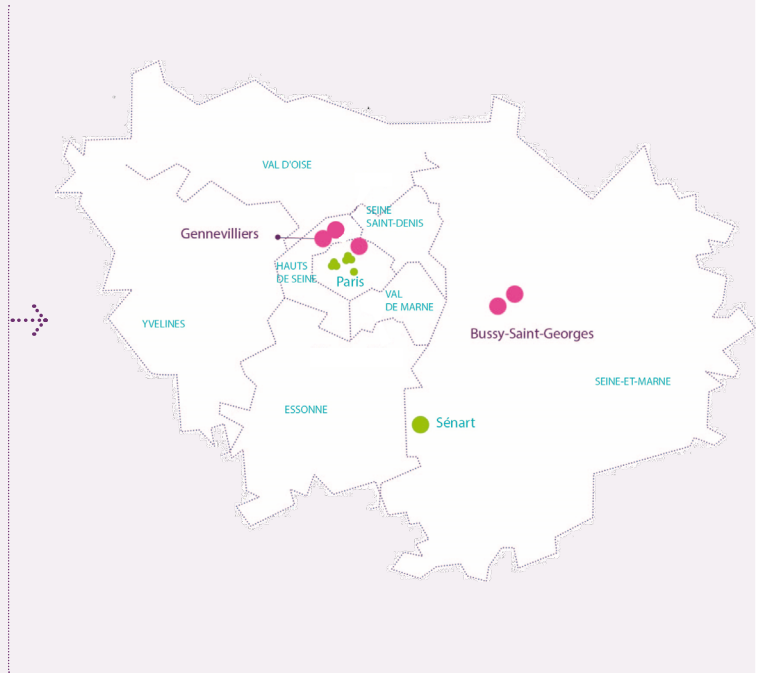 VAL D'OISE
SEINE
SAINT-DENIS
Gennevilliers
HAUTS
DE SEINE
Paris
VAL
DE MARNE
YVELINES
Bussy-Saint-Georges
SEINE-ET-MARNE
ESSONNE
Sénart